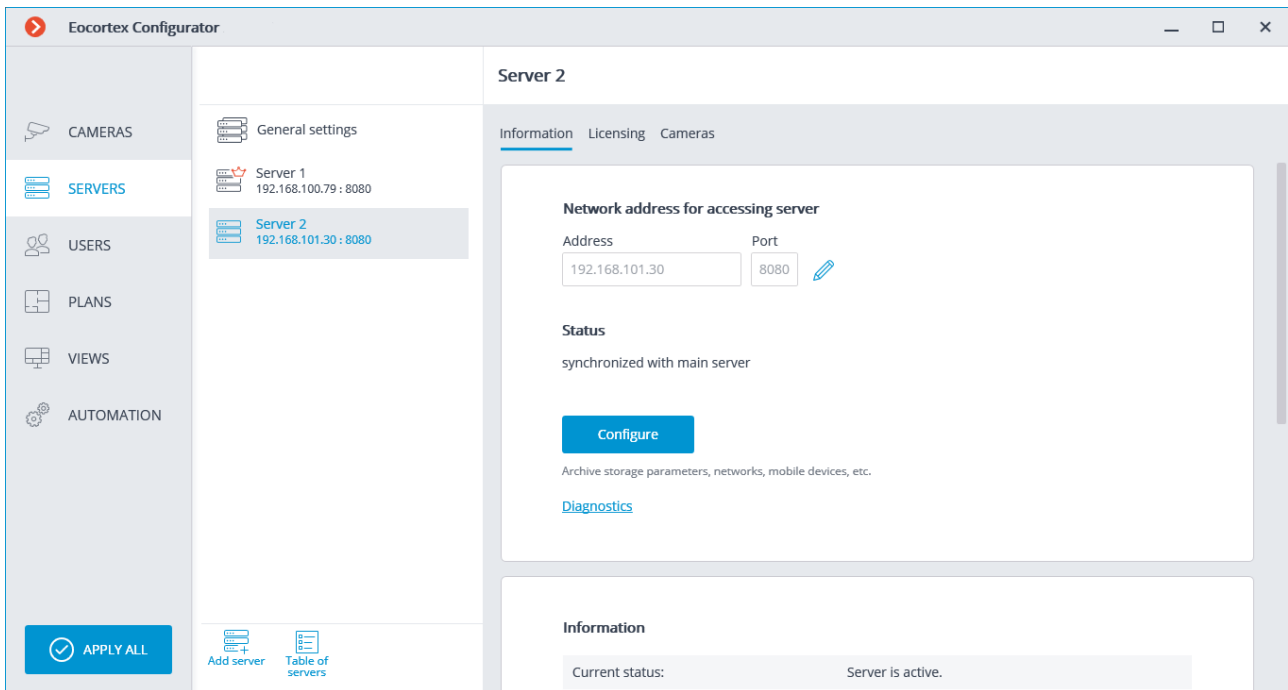 Eocortex Configurator
CAMERAS
SERVERS
USERS
PLANS
VIEWS
AUTOMATION
APPLY ALL
General settings
Server 1
192.168.100.79 : 8080
Server 2
192.168.101.30 : 8080
Add server
Table of
servers
Server 2
Information Licensing Cameras
Network address for accessing server
Address Port
192.168.101.30 8080
Status
synchronized with main server
Configure
Archive storage parameters, networks, mobile devices, etc.
Diagnostics
Information
Current status: Server is active.